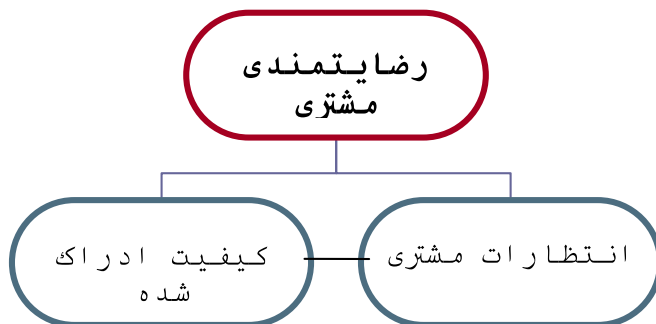 رضایتمندی
مشتری
انتظارات مشتری
کیفیت ادراک
شده